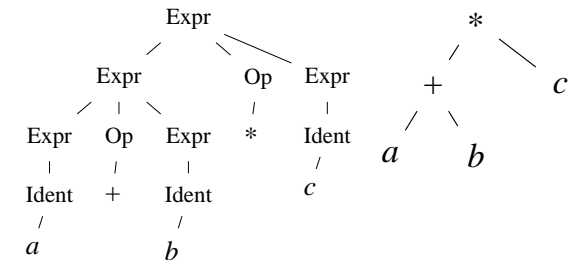 Expr *
Expr Op Expr + c
Expr Op Expr * Ident a b
Ident + Ident c
a b